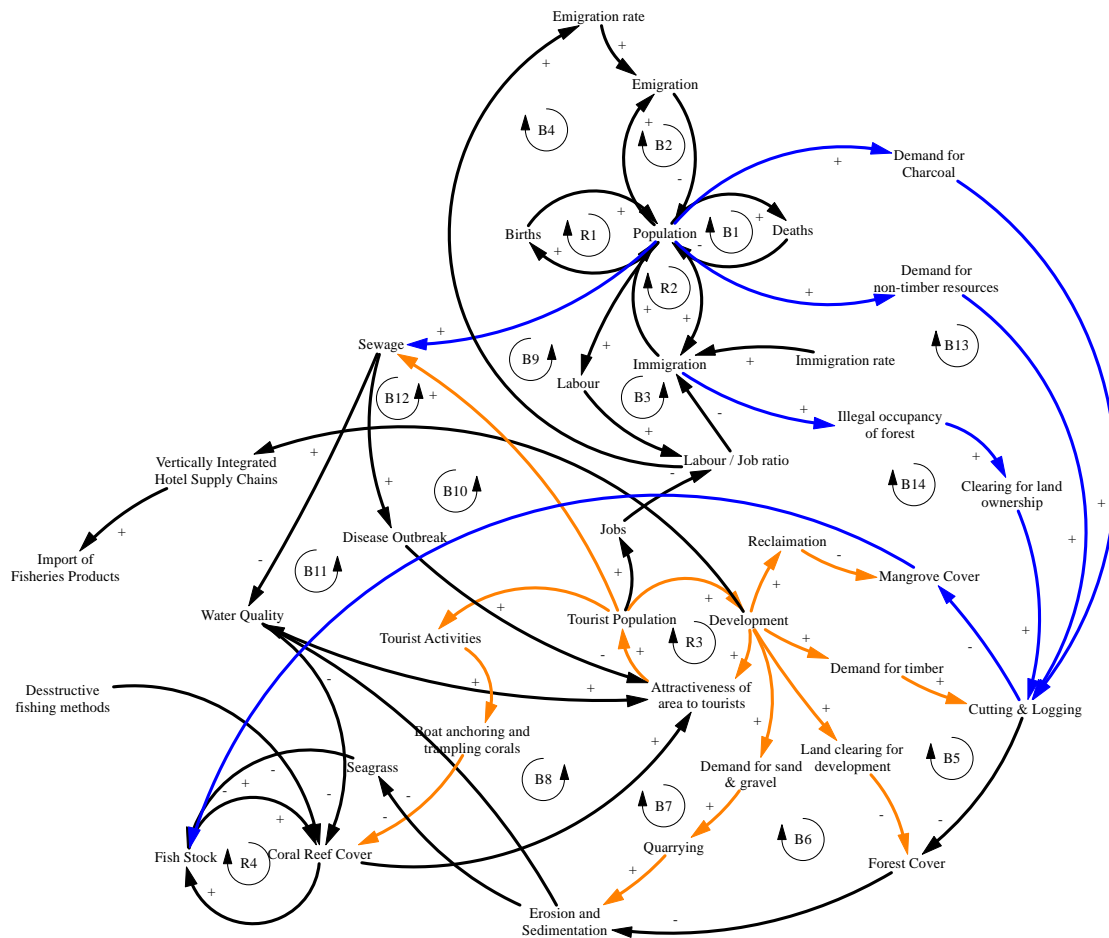 Emigration rate
+
+
Emigration
B4
+
B2
Demand for
Charcoal
+
-
Births
+
R1
Population
+
B1
Deaths
+
-
R2
Demand for
non-timber resources
+
+
+
Sewage
+
B9
+
Labour
Immigration
B3
+
Immigration rate
B13
B12
+
+
-
+
Illegal occupancy
of forest
+
Vertically Integrated
Hotel Supply Chains
+
+
B10
-
Labour / Job ratio
B14
Clearing for land
ownership
+
+
Import of
Fisheries Products
+
-
Disease Outbreak
B11
Jobs
+
Reclaimation
-
+
Mangrove Cover
Water Quality
+
Tourist Population
+
Development
Tourist Activities
-
+
R3
+
+
Demand for timber
+
+
-
Desstructive
fishing methods
-
+
+
Attractiveness of
area to tourists
+
Cutting & Logging
Boat anchoring and
trampling corals
+
+
Land clearing for
development
B5
Seagrass
-
-
+
-
-
B8
Demand for sand
& gravel
+
B7
B6
-
-
Fish Stock
R4
+
-
Coral Reef Cover
Quarrying
Forest Cover
+
+
Erosion and
Sedimentation
-